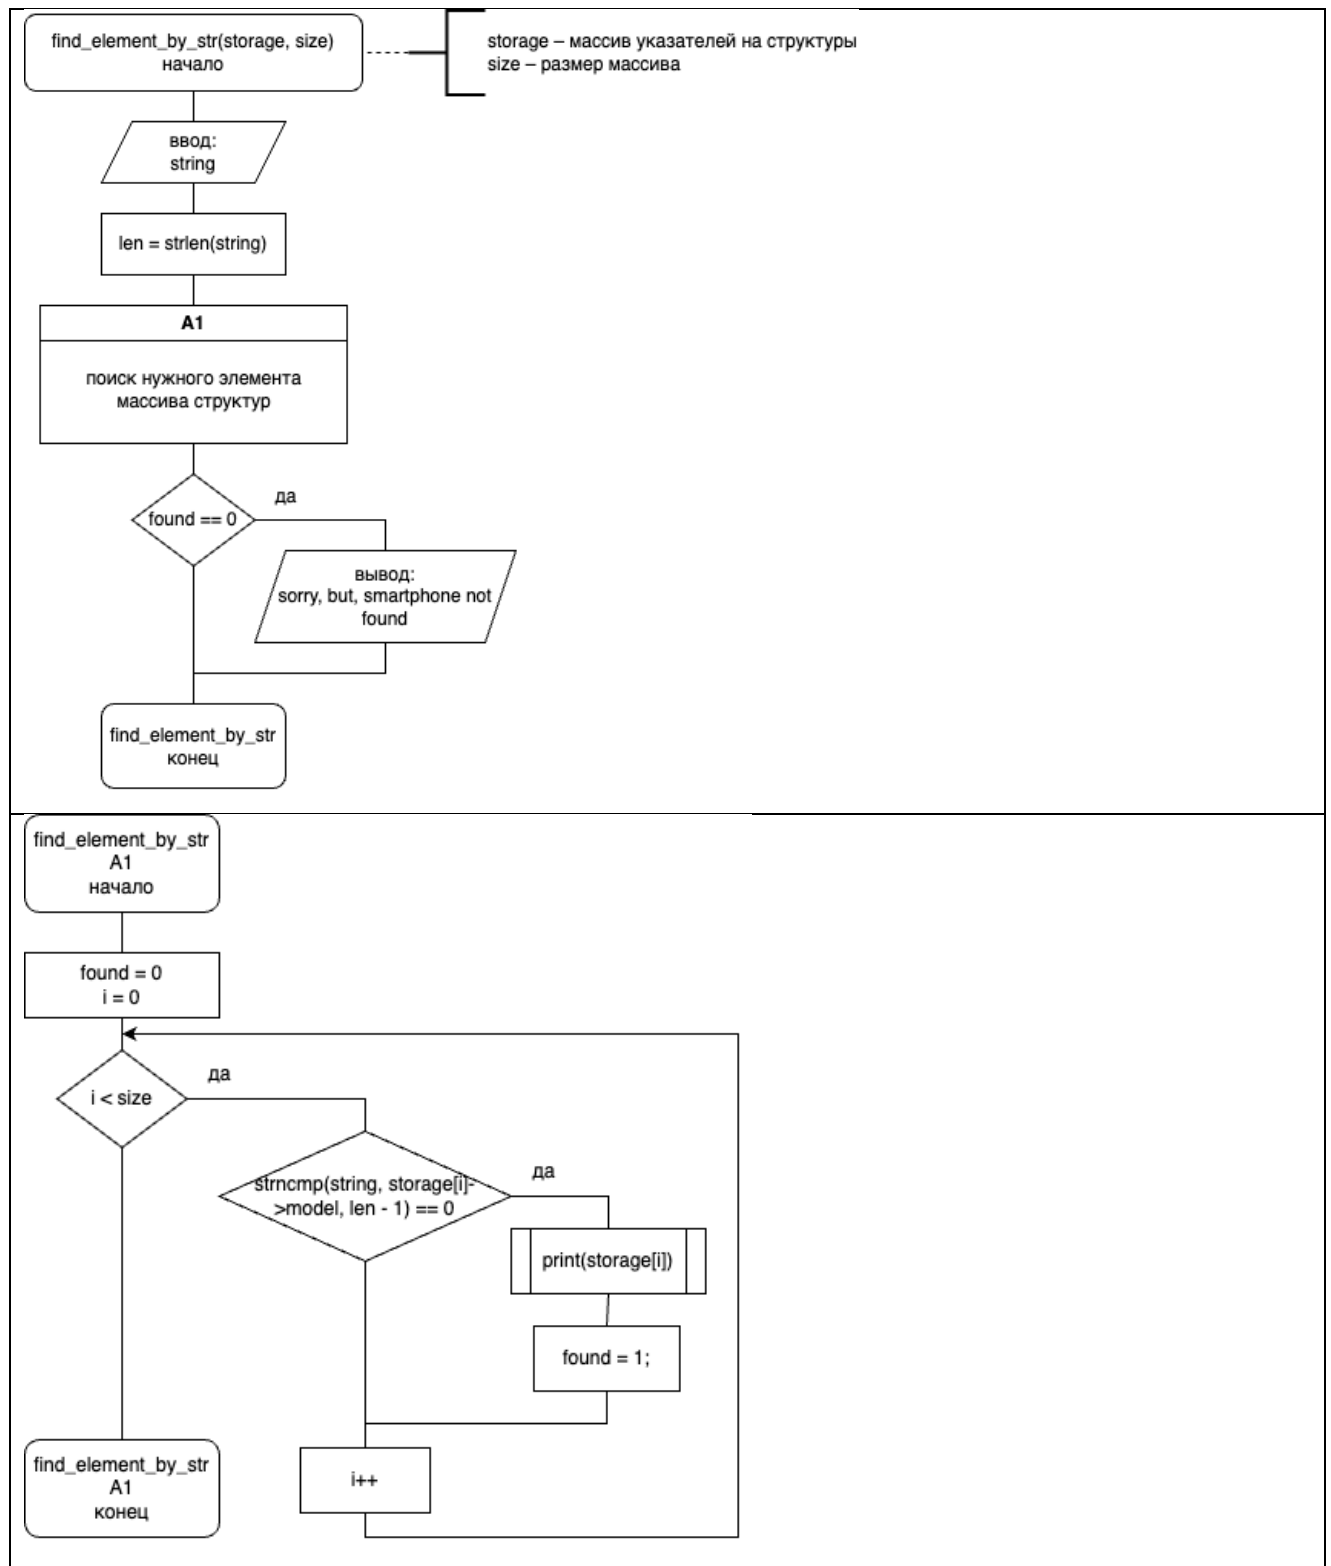 find_element_by_str(storage, size)
начало
storage – массив указателей на структуры
size – размер массива
ввод:
string
len = strlen(string)
A1
поиск нужного элемента
массива структур
found == 0
да
вывод:
sorry, but, smartphone not
found
find_element_by_str
конец
find_element_by_str
A1
начало
found = 0
i = 0
i < size
да
strncmp(string, storage[i]-
>model, len - 1) == 0
да
print(storage[i])
found = 1;
i++
find_element_by_str
A1
конец